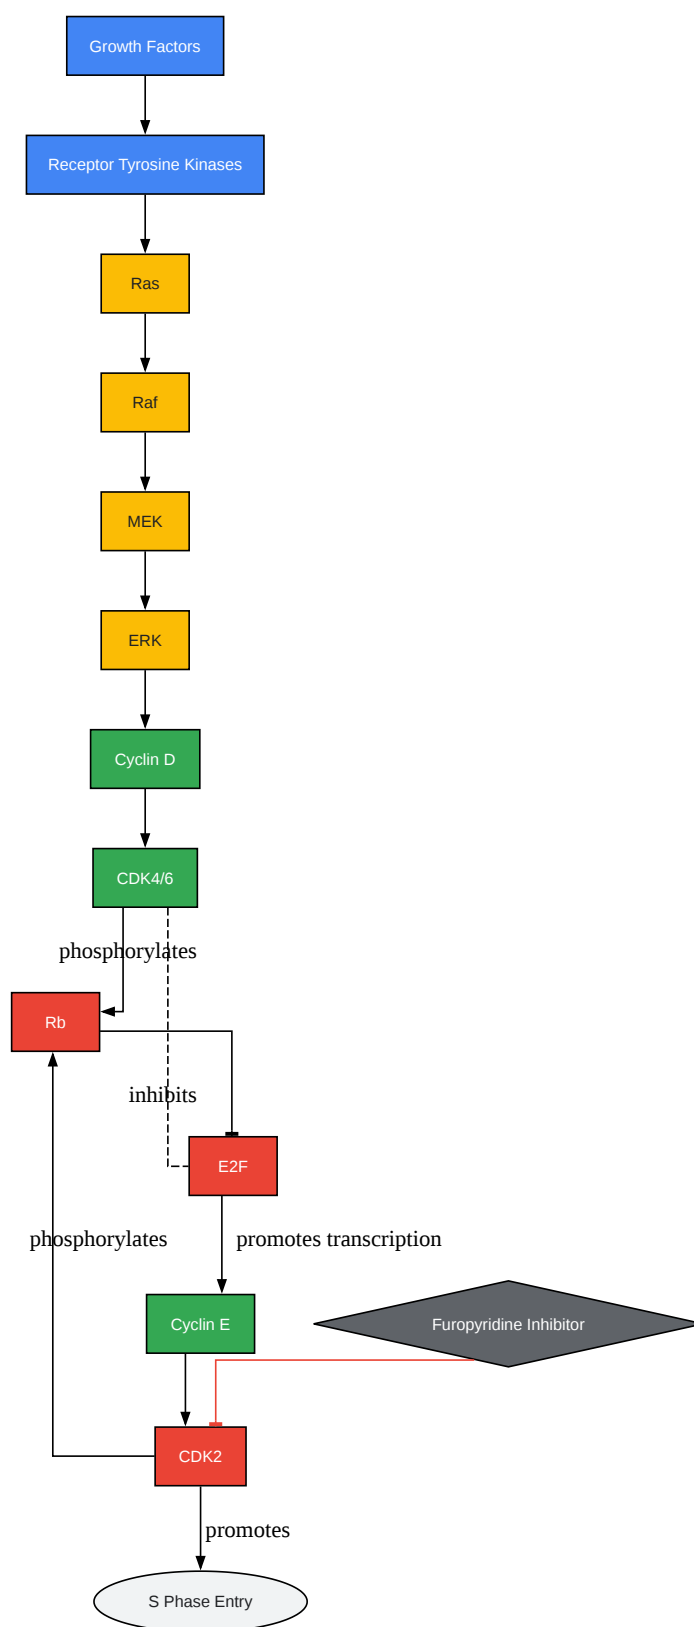 Growth Factors
Receptor Tyrosine Kinases
Ras
Raf
MEK
ERK
Cyclin D
CDK4/6
phosphorylates
Rb
inhibits
E2F
phosphorylates
promotes transcription
Cyclin E
Furopyridine Inhibitor
CDK2
promotes
S Phase Entry